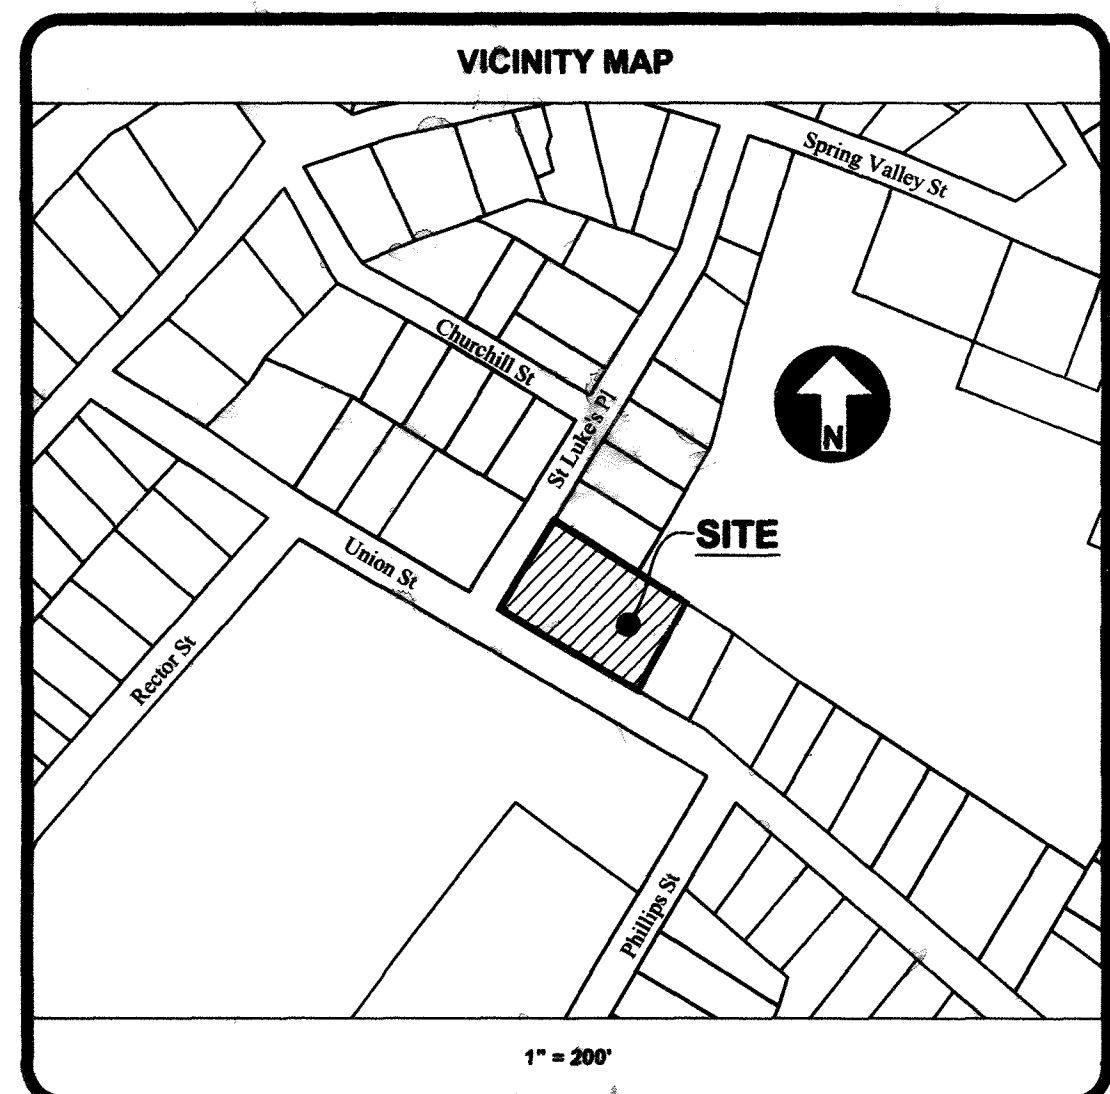 VICINITY MAP
Spring Valley St
Churchill St
St Luke's Pl
N
SITE
Union St
Rector St
Phillips St
1" = 200'